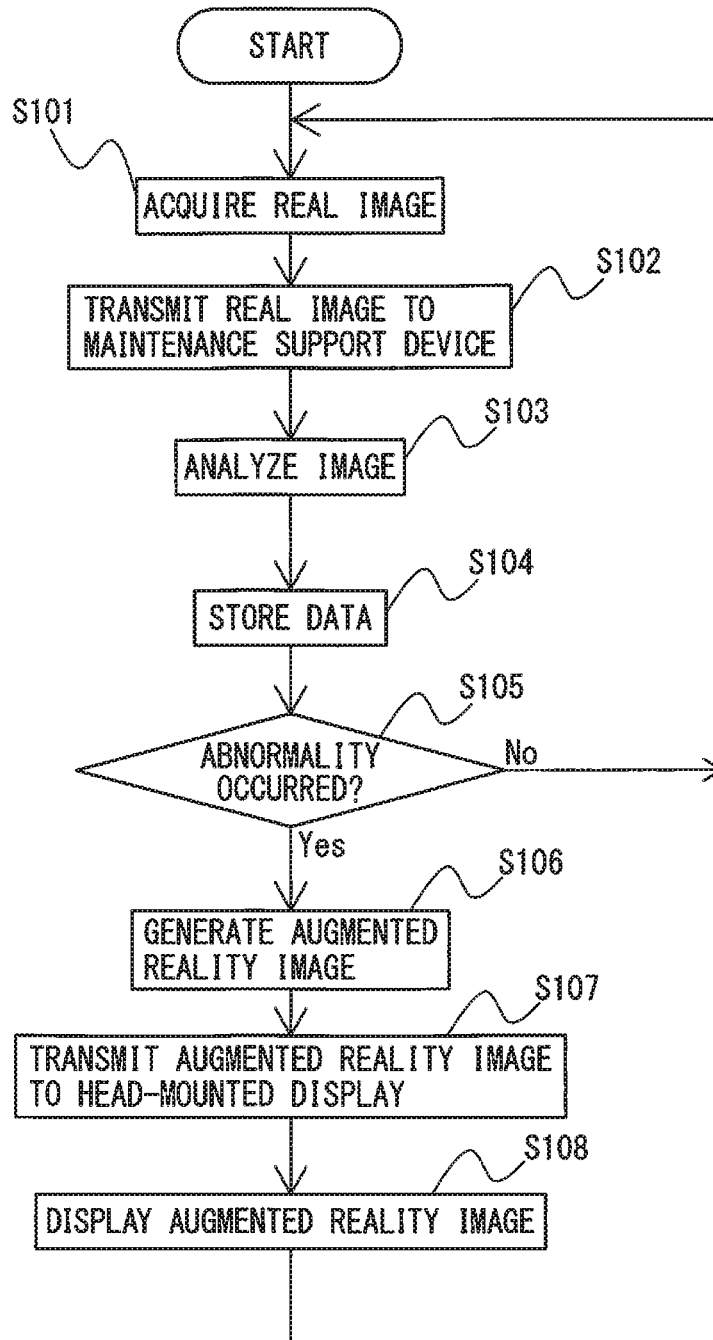 START
S101
ACQUIRE REAL IMAGE
S102
TRANSMIT REAL IMAGE TO
MAINTENANCE SUPPORT DEVICE
S103
ANALYZE IMAGE
S104
STORE DATA
S105
ABNORMALITY
OCCURRED?
No
Yes
S106
GENERATE AUGMENTED
REALITY IMAGE
S107
TRANSMIT AUGMENTED REALITY IMAGE
TO HEAD-MOUNTED DISPLAY
S108
DISPLAY AUGMENTED REALITY IMAGE